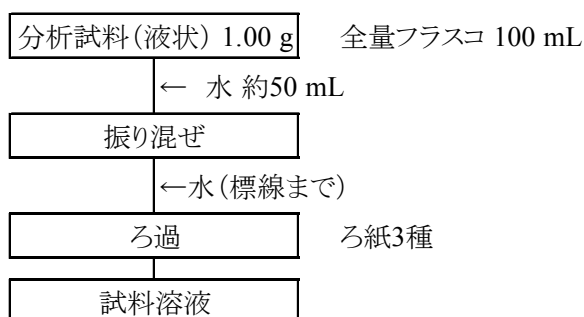 分析試料（液状） 1.00 g　全量フラスコ 100 mL
← 水 約50 mL
振り混ぜ
←水（標線まで）
ろ過　ろ紙3種
試料溶液